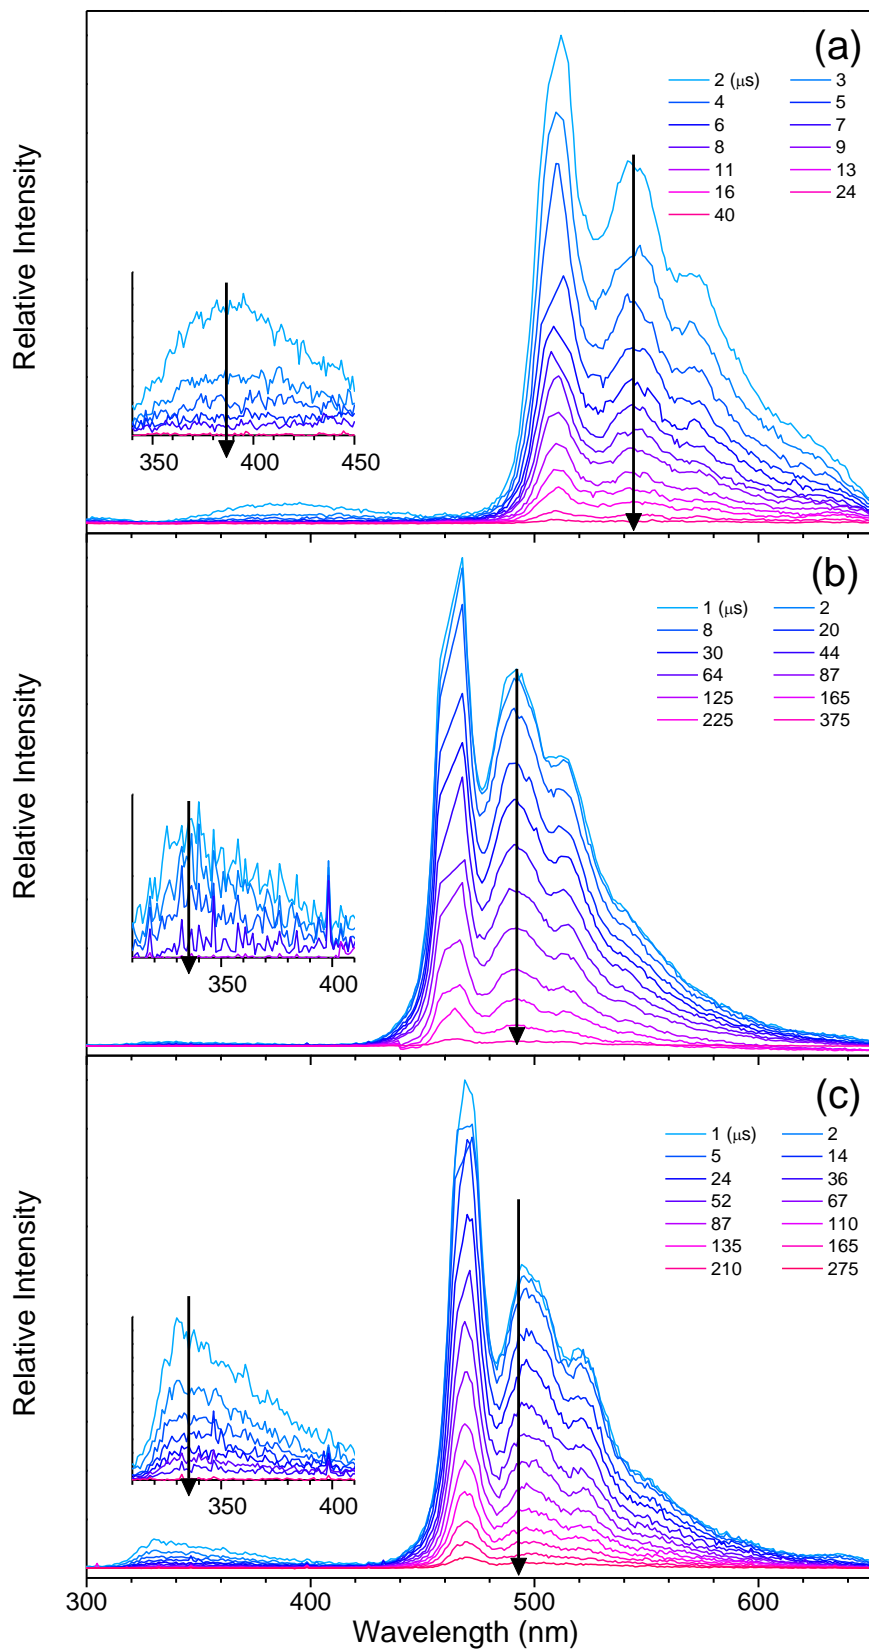 (a)
2 (μs) 3
4 5
6 7
8 9
11 13
16 24
40
Relative Intensity
350 400 450
(b)
1 (μs) 2
8 20
30 44
64 87
125 165
225 375
Relative Intensity
350 400
(c)
1 (μs) 2
5 14
24 36
52 67
87 110
135 165
210 275
Relative Intensity
350 400
300 400 500 600
Wavelength (nm)